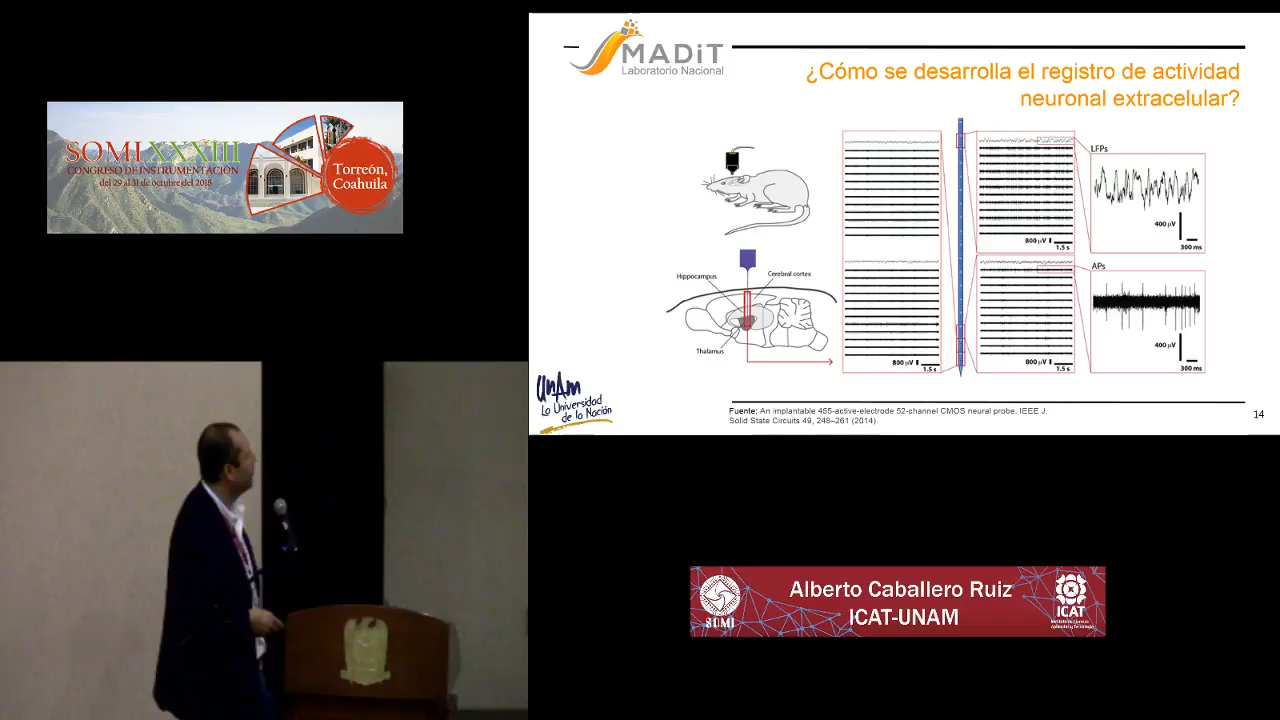 SOMI XXXIII
CONGRESO DE INSTRUMENTACIÓN
del 29 al 31 de octubre del 2018
Torreón,
Coahuila
MADiT
Laboratorio Nacional
¿Cómo se desarrolla el registro de actividad
neuronal extracelular?
LFPs
400 µV
300 ms
800 µV
1.5 s
Hippocampus
Cerebral cortex
Thalamus
APs
400 µV
300 ms
800 µV
1.5 s
800 µV
1.5 s
UNAM
La Universidad
de la Nación
Fuente: An implantable 455-active-electrode 52-channel CMOS neural probe. IEEE J.
Solid State Circuits 49, 248–261 (2014).
14
SOMI
Alberto Caballero Ruiz
ICAT-UNAM
ICAT